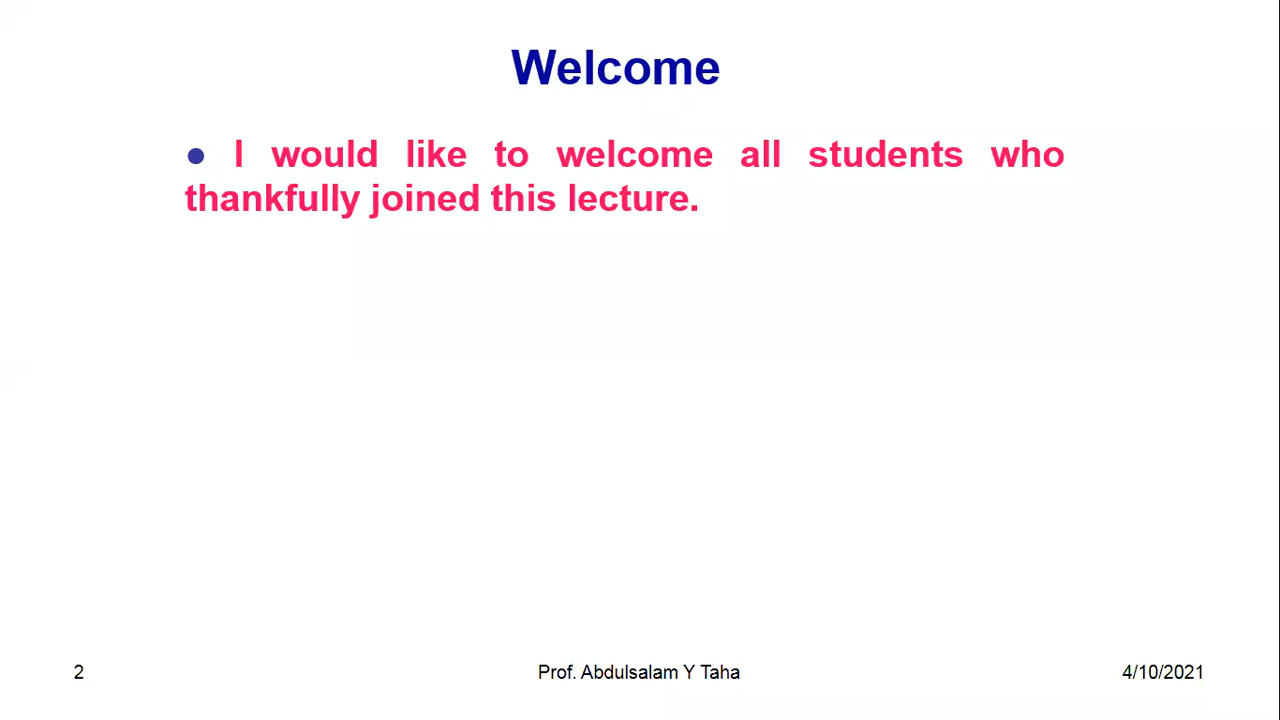 Welcome
● I would like to welcome all students who
thankfully joined this lecture.
2
Prof. Abdulsalam Y Taha
4/10/2021